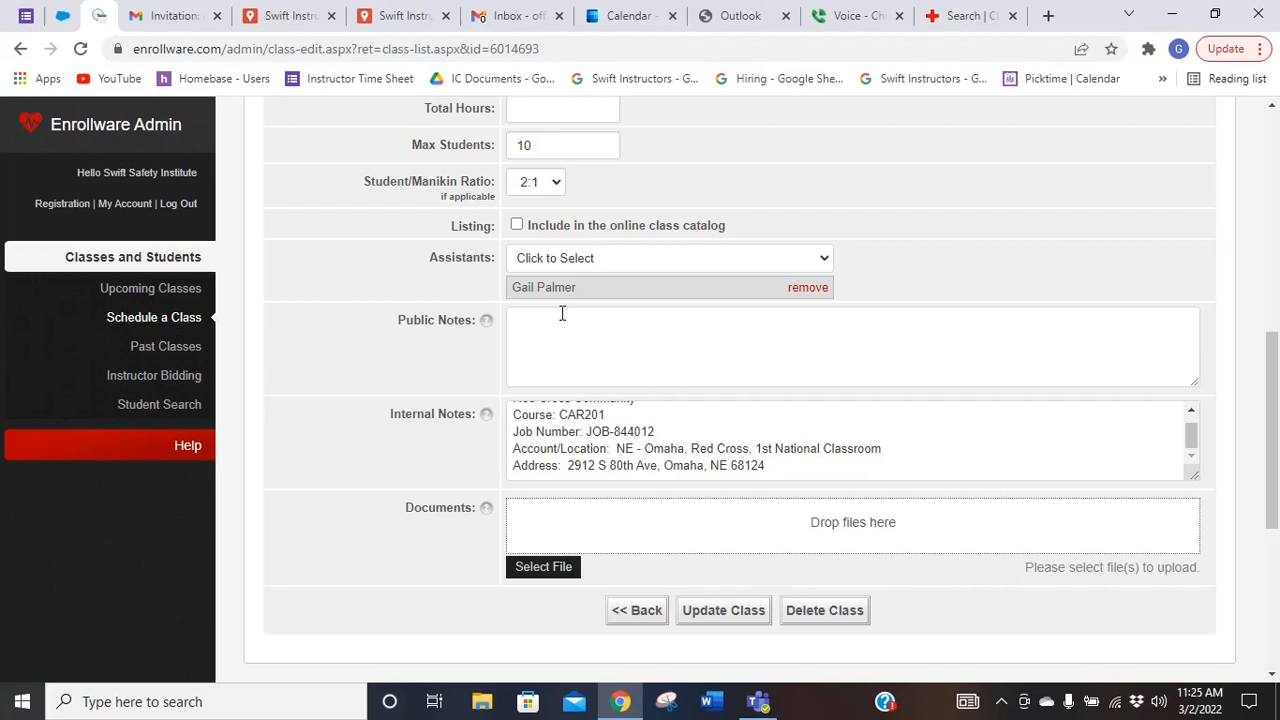 Invitation:
Swift Instru
Swift Instru
Inbox - c
Calendar -
Outlook
Voice - Ch
Search | Cl
enrollware.com/admin/class-edit.aspx?ret=class-list.aspx&id=6014693
G
Update
Apps
YouTube
Homebase - Users
Instructor Time Sheet
IC Documents - Go...
Swift Instructors - G...
Hiring - Google She...
Swift Instructors - G...
Picktime | Calendar
»
Reading list
Enrollware Admin
Hello Swift Safety Institute
Registration | My Account | Log Out
Classes and Students
Upcoming Classes
Schedule a Class
Past Classes
Instructor Bidding
Student Search
Help
Total Hours:
Max Students:
10
Student/Manikin Ratio:
if applicable
2:1
Listing:
Include in the online class catalog
Assistants:
Click to Select
Gail Palmer
remove
Public Notes:
Internal Notes:
Red Cross Community
Course: CAR201
Job Number: JOB-844012
Account/Location: NE - Omaha, Red Cross, 1st National Classroom
Address: 2912 S 80th Ave, Omaha, NE 68124
Documents:
Drop files here
Select File
Please select file(s) to upload.
<< Back
Update Class
Delete Class
Type here to search
11:25 AM
3/2/2022